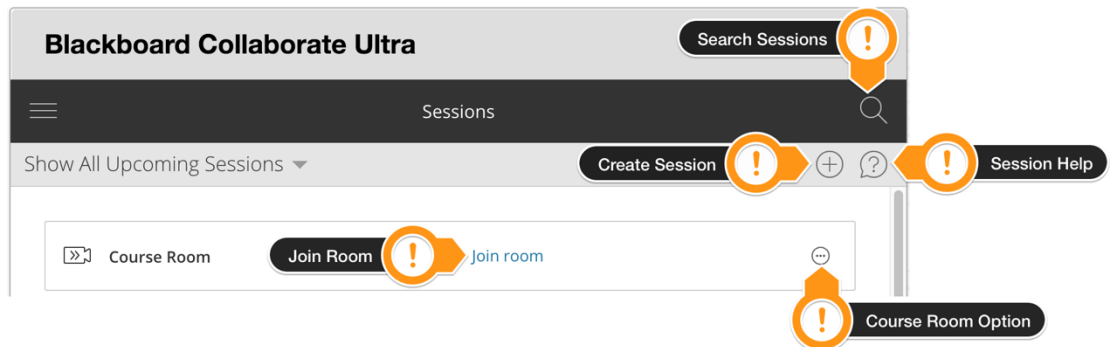 Blackboard Collaborate Ultra
Search Sessions
Sessions
Show All Upcoming Sessions
Create Session
Session Help
Course Room
Join Room
Join room
Course Room Option